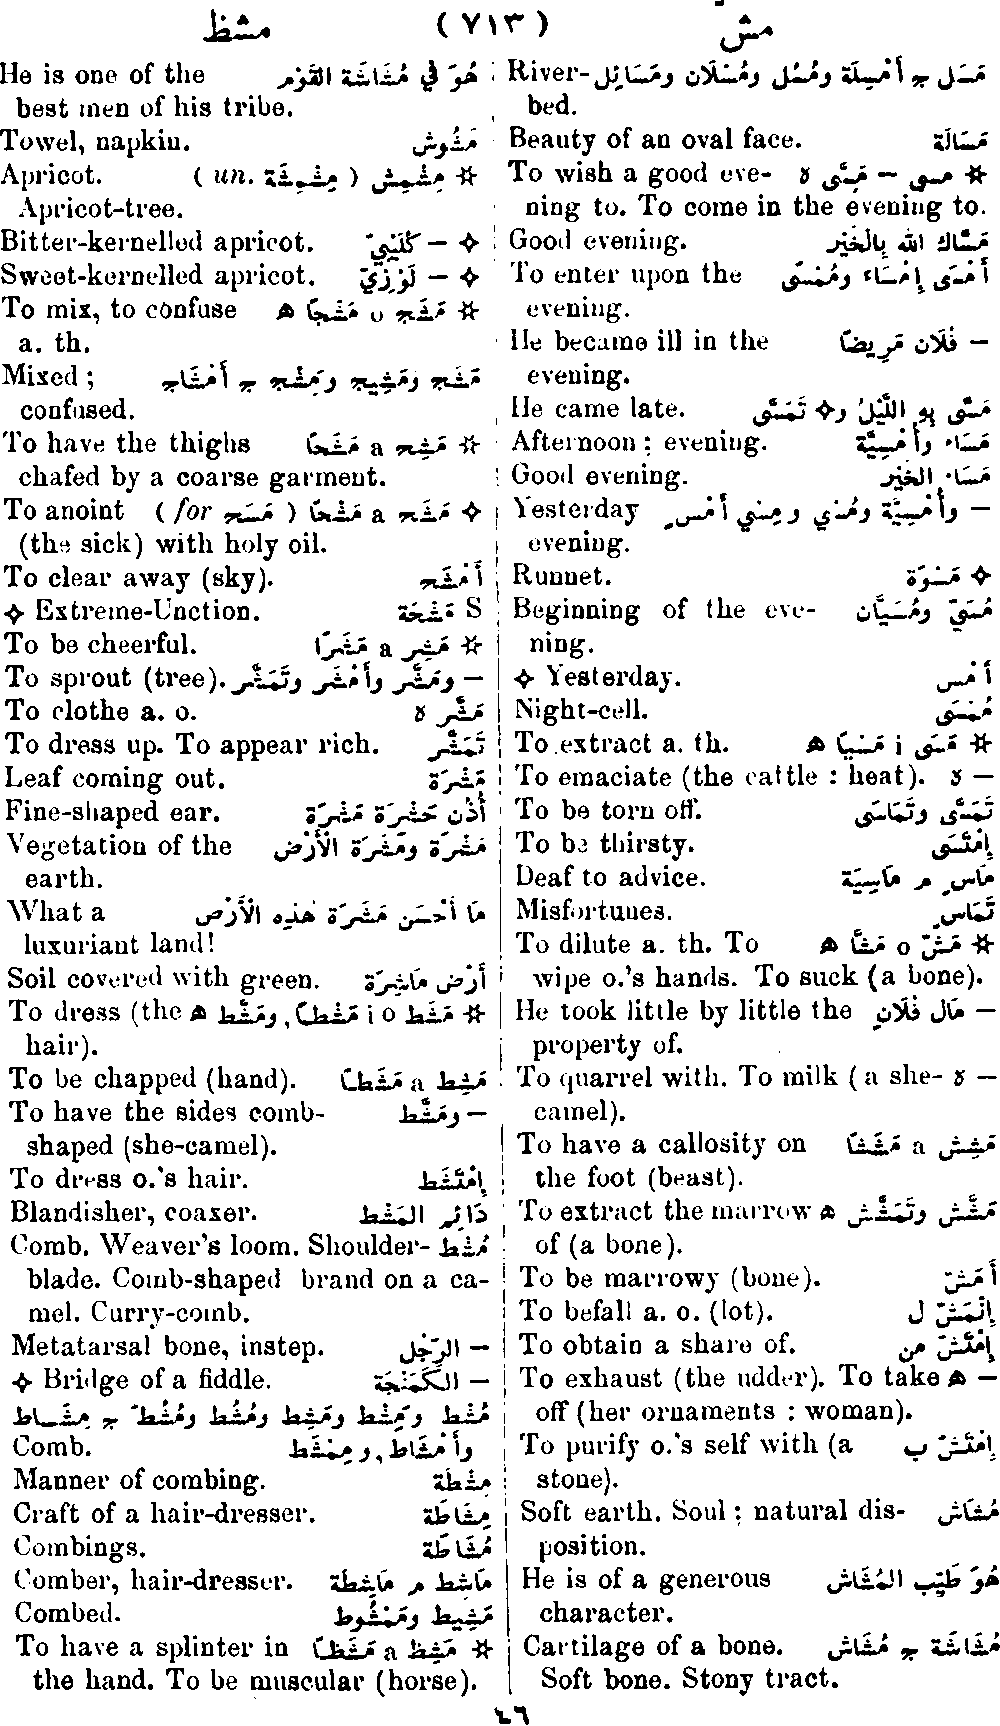 مشظ (٧١٣) مش
River- مَسَل ج أَمْسِلَة ومُسُل ومُسْلَان ومَسَائِل
bed.
Beauty of an oval face. مَسَالَة
To wish a good eve- ☆ مسى – مَسَّى ة
ning to. To come in the evening to.
Good evening. مَسَّاكَ اللّٰه بِالخَيْر
To enter upon the أَمْسَى إِمْسَاء ومُمْسًى
evening.
He became ill in the – فُلَان مَرِيضًا
evening.
He came late. مَسَّى بِهِ اللَّيْلُ و✧ تَمَسَّى
Afternoon; evening. مَسَاء وأُمْسِيَّة
Good evening. مَسَاء الخَيْر
Yesterday – وأُمْسِيَّة ومُسْي ومِسْي أَمْسِ
evening.
Runnet. ✧ مَسْوَة
Beginning of the eve- مُسَيّ ومُسَيَّان
ning.
✧ Yesterday. أَمْس
Night-cell. مُمْسًى
To extract a. th. ☆ مَسَى i مَسْيًا ه
To emaciate (the cattle : heat). – ة
To be torn off. تَمَسَّى وتَمَاسَى
To be thirsty. إِمْتَسَى
Deaf to advice. مَاسٍ م مَاسِيَة
Misfortunes. تَمَاسٍ
To dilute a. th. To ☆ مَشّ o مَشًّا ه
wipe o.'s hands. To suck (a bone).
He took little by little the – مَال فُلَانٍ
property of.
To quarrel with. To milk (a she- – ة
camel).
To have a callosity on مَشِش a مَشَشًا
the foot (beast).
To extract the marrow مَشَّش وتَمَشَّش ه
of (a bone).
To be marrowy (bone). أَمَشّ
To befall a. o. (lot). إِنْمَشّ ل
To obtain a share of. إِمْتَشّ من
To exhaust (the udder). To take – ه
off (her ornaments : woman).
To purify o.'s self with (a إِمْتَشّ ب
stone).
Soft earth. Soul; natural dis- مُشَاش
position.
He is of a generous هُوَ طَيِّب المُشَاش
character.
Cartilage of a bone. مُشَاشَة ج مُشَاش
Soft bone. Stony tract.
He is one of the هُوَ فِي مُشَاشَة القَوْم
best men of his tribe.
Towel, napkin. مَشُوش
Apricot. ☆ مِشْمِش ( un. مِشْمِشَة )
Apricot-tree.
Bitter-kernelled apricot. ✧ – كِلَابِيّ
Sweet-kernelled apricot. ✧ – لَوْزِيّ
To mix, to confuse ☆ مَشَج o مَشْجًا ه
a. th.
Mixed; مَشَج ومَشِيج ومِشْج ج أَمْشَاج
confused.
To have the thighs ☆ مَشِح a مَشَحًا
chafed by a coarse garment.
To anoint ✧ مَشَح a مَشْحًا ( for مَسَح )
(the sick) with holy oil.
To clear away (sky). أَمْشَح
✧ Extreme-Unction. S مَشْحَة
To be cheerful. ☆ مَشِر a مَشَرًا
To sprout (tree). – ومَشَّر وأَمْشَر وتَمَشَّر
To clothe a. o. مَشَّر ة
To dress up. To appear rich. تَمَشَّر
Leaf coming out. مَشْرَة
Fine-shaped ear. أُذُن حَشْرَة مَشْرَة
Vegetation of the مَشْرَة ومَشَرَة الأَرْض
earth.
What a مَا أَحْسَن مَشَرَة هٰذِهِ الأَرْض
luxuriant land!
Soil covered with green. أَرْض مَاشِرَة
To dress (the ☆ مَشَط i o مَشْطًا, ومَشَّط ه
hair).
To be chapped (hand). مَشِط a مَشَطًا
To have the sides comb- – ومَشَّط
shaped (she-camel).
To dress o.'s hair. إِمْتَشَط
Blandisher, coaxer. دَائِم المَشْط
Comb. Weaver's loom. Shoulder- مُشْط
blade. Comb-shaped brand on a ca-
mel. Curry-comb.
Metatarsal bone, instep. – الرِّجْل
✧ Bridge of a fiddle. – الكَمَنْجَة
مُشْط ومَِشْط ومَشِط ومُشُط ومُشُطّ ج مِشَاط
Comb. وأَمْشَاط, ومِمْشَط
Manner of combing. مِشْطَة
Craft of a hair-dresser. مِشَاطَة
Combings. مُشَاطَة
Comber, hair-dresser. مَاشِط م مَاشِطَة
Combed. مَشِيط ومَمْشُوط
To have a splinter in ☆ مَشِظ a مَشَظًا
the hand. To be muscular (horse).
٤٦